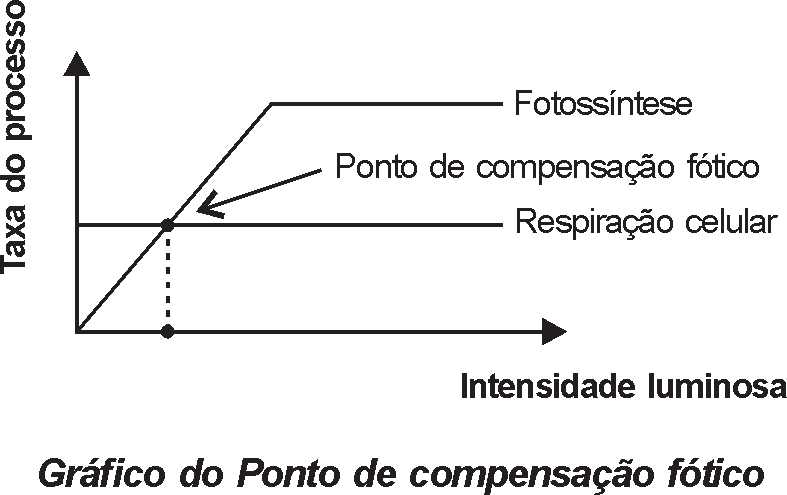 Taxa do processo
Fotossíntese
Ponto de compensação fótico
Respiração celular
Intensidade luminosa
Gráfico do Ponto de compensação fótico